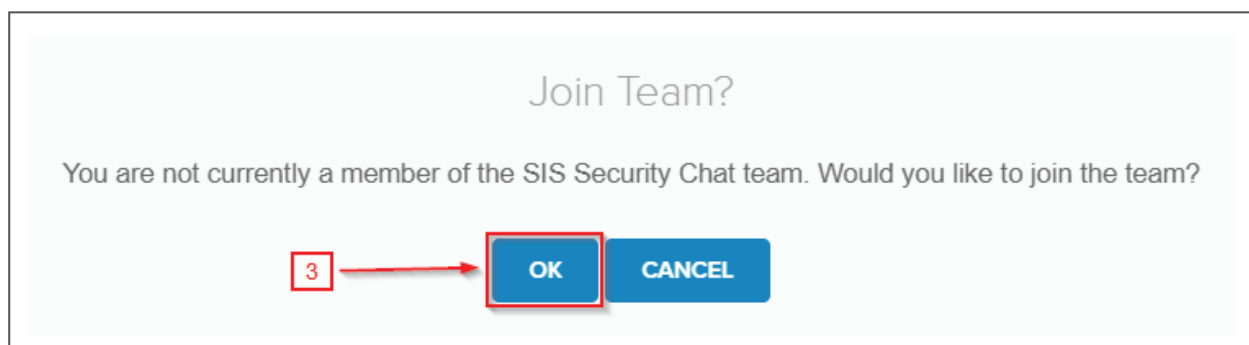 Join Team?
You are not currently a member of the SIS Security Chat team. Would you like to join the team?
3 OK CANCEL